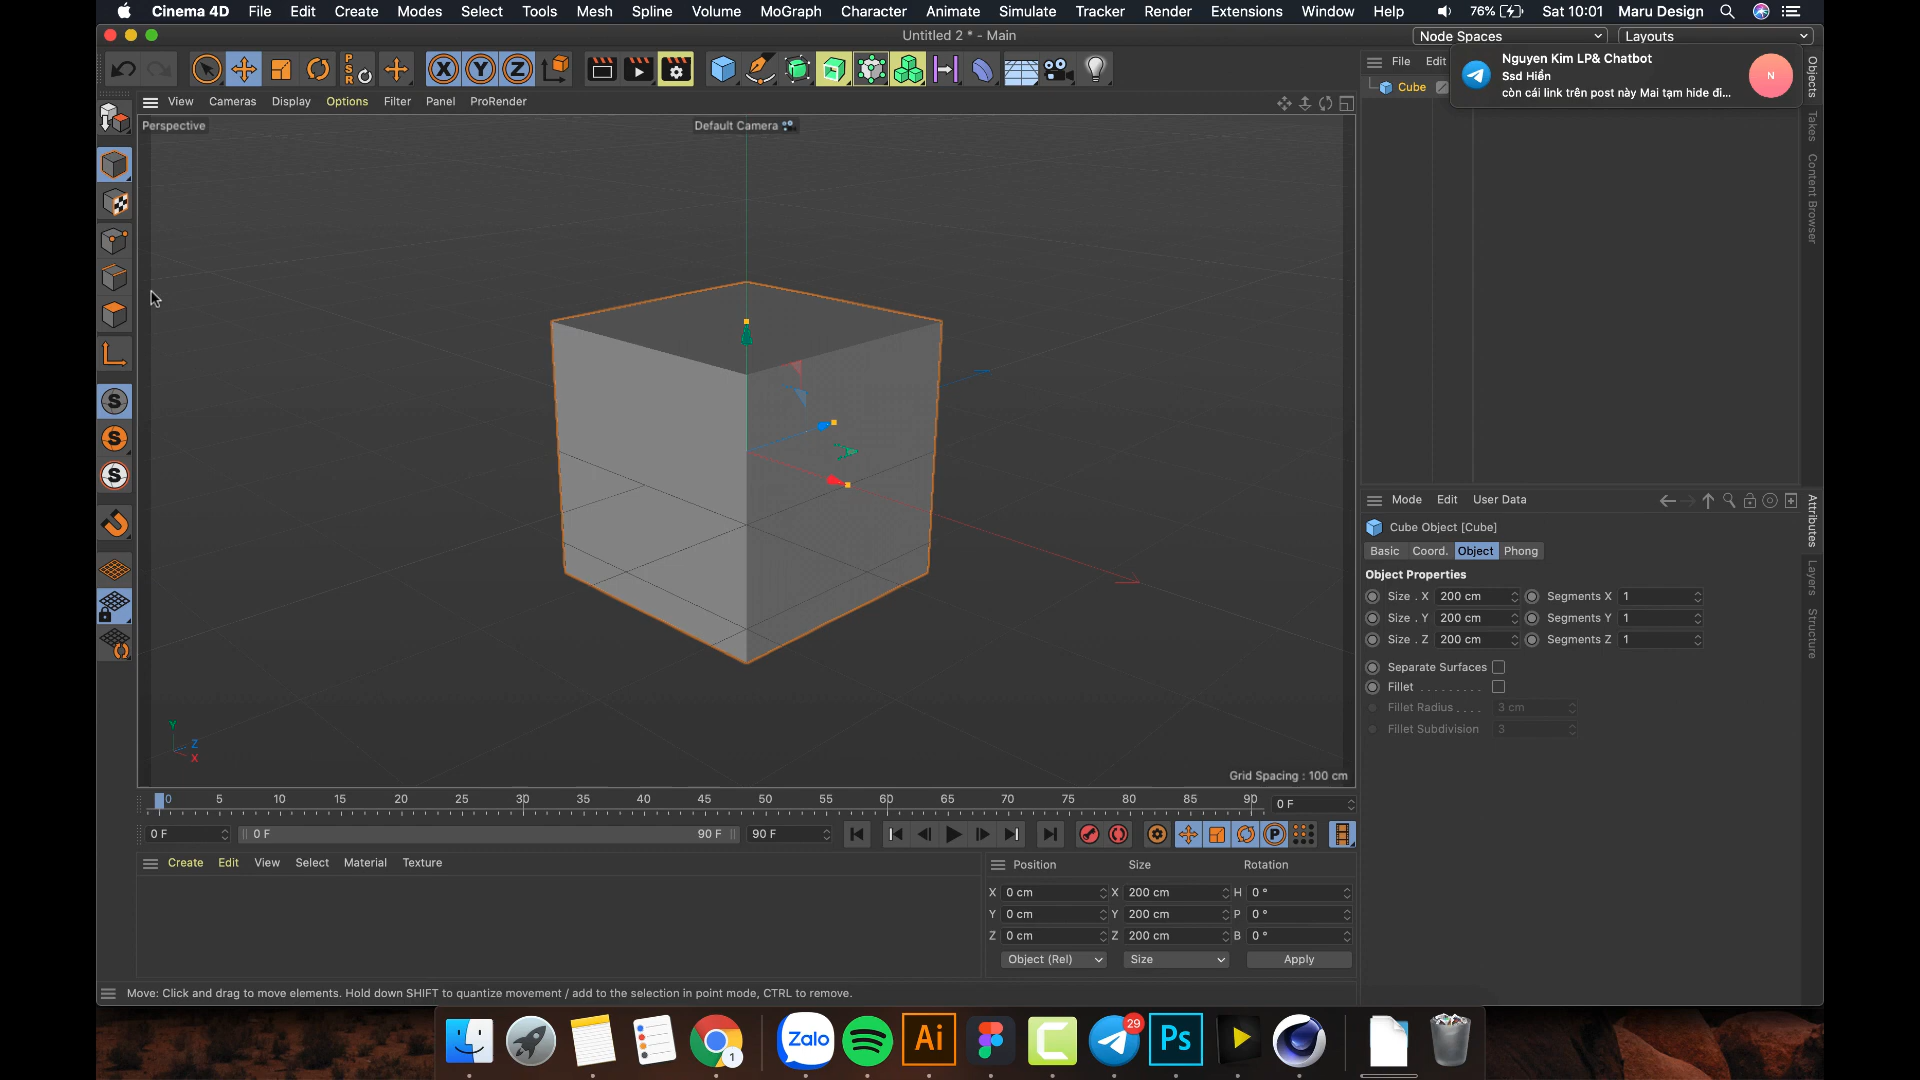 Cinema 4D File Edit Create Modes Select Tools Mesh Spline Volume MoGraph Character Animate Simulate Tracker Render Extensions Window Help 76% Sat 10:01 Maru Design
Untitled 2 * - Main
Node Spaces Layouts
Nguyen Kim LP& Chatbot
Ssd Hiển
còn cái link trên post này Mai tạm hide đi...
N
File Edit
Cube
X Y Z
P
S
R
View Cameras Display Options Filter Panel ProRender
Perspective
Default Camera
S
S
S
Y
Z
X
Grid Spacing : 100 cm
Objects
Takes
Content Browser
Mode Edit User Data
Cube Object [Cube]
Basic Coord. Object Phong
Object Properties
Size . X 200 cm Segments X 1
Size . Y 200 cm Segments Y 1
Size . Z 200 cm Segments Z 1
Separate Surfaces
Fillet . . . . . . . . .
Fillet Radius . . . . 3 cm
Fillet Subdivision 3
Attributes
Layers
Structure
0 5 10 15 20 25 30 35 40 45 50 55 60 65 70 75 80 85 90 0 F
0 F 0 F 90 F 90 F P
Create Edit View Select Material Texture
Position Size Rotation
X 0 cm X 200 cm H 0 °
Y 0 cm Y 200 cm P 0 °
Z 0 cm Z 200 cm B 0 °
Object (Rel) Size Apply
Move: Click and drag to move elements. Hold down SHIFT to quantize movement / add to the selection in point mode, CTRL to remove.
1 Zalo Ai 29 Ps